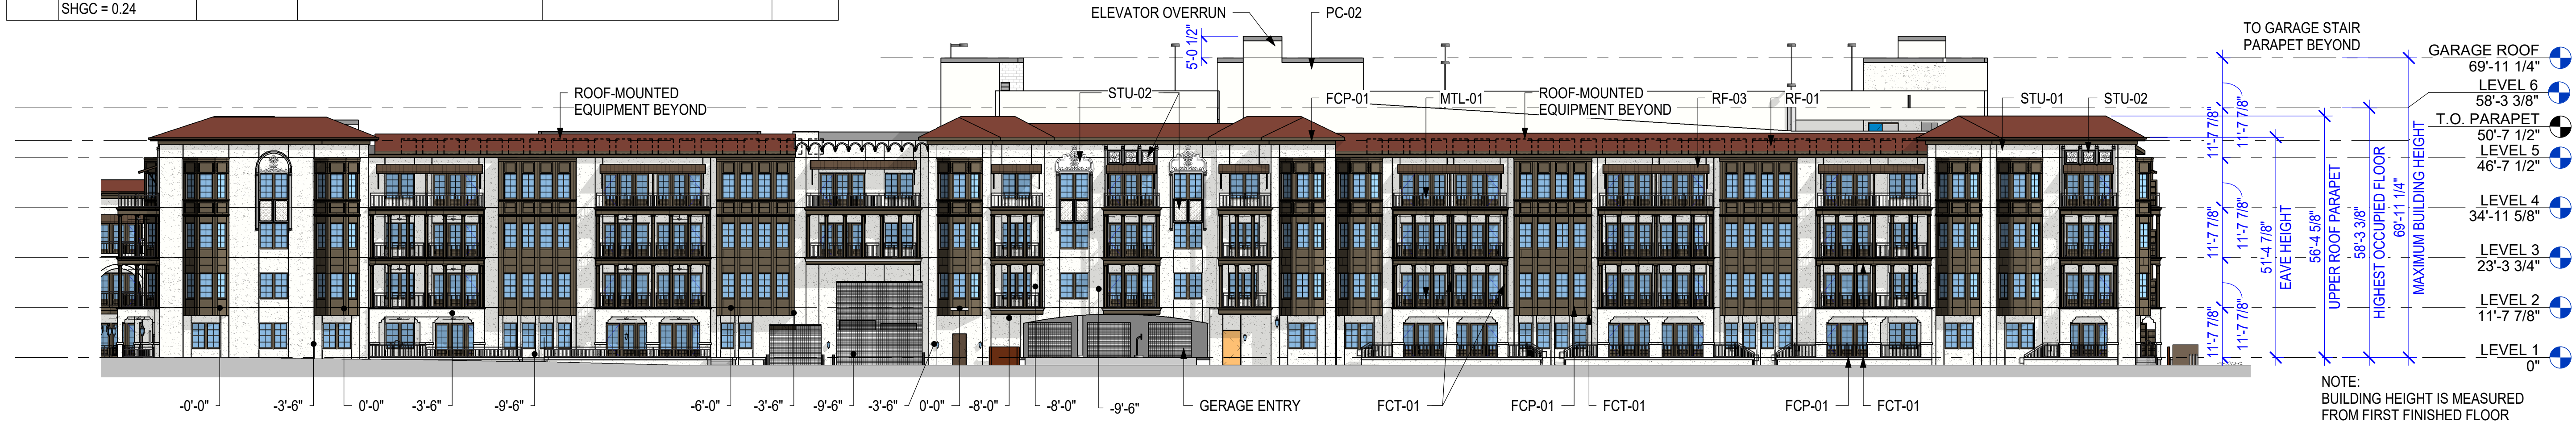 SHGC = 0.24
ELEVATOR OVERRUN
PC-02
5'-0 1/2"
TO GARAGE STAIR
PARAPET BEYOND
GARAGE ROOF
69'-11 1/4"
LEVEL 6
58'-3 3/8"
T.O. PARAPET
50'-7 1/2"
LEVEL 5
46'-7 1/2"
LEVEL 4
34'-11 5/8"
LEVEL 3
23'-3 3/4"
LEVEL 2
11'-7 7/8"
LEVEL 1
0"
ROOF-MOUNTED
EQUIPMENT BEYOND
STU-02
FCP-01
MTL-01
ROOF-MOUNTED
EQUIPMENT BEYOND
RF-03
RF-01
STU-01
STU-02
11'-7 7/8"
11'-7 7/8"
11'-7 7/8"
11'-7 7/8"
11'-7 7/8"
11'-7 7/8"
51'-4 7/8"
EAVE HEIGHT
56'-4 5/8"
UPPER ROOF PARAPET
58'-3 3/8"
HIGHEST OCCUPIED FLOOR
69'-11 1/4"
MAXIMUM BUILDING HEIGHT
-0'-0"
-3'-6"
0'-0"
-3'-6"
-9'-6"
-6'-0"
-3'-6"
-9'-6"
-3'-6"
0'-0"
-8'-0"
-8'-0"
-9'-6"
GERAGE ENTRY
FCT-01
FCP-01
FCT-01
FCP-01
FCT-01
NOTE:
BUILDING HEIGHT IS MEASURED
FROM FIRST FINISHED FLOOR